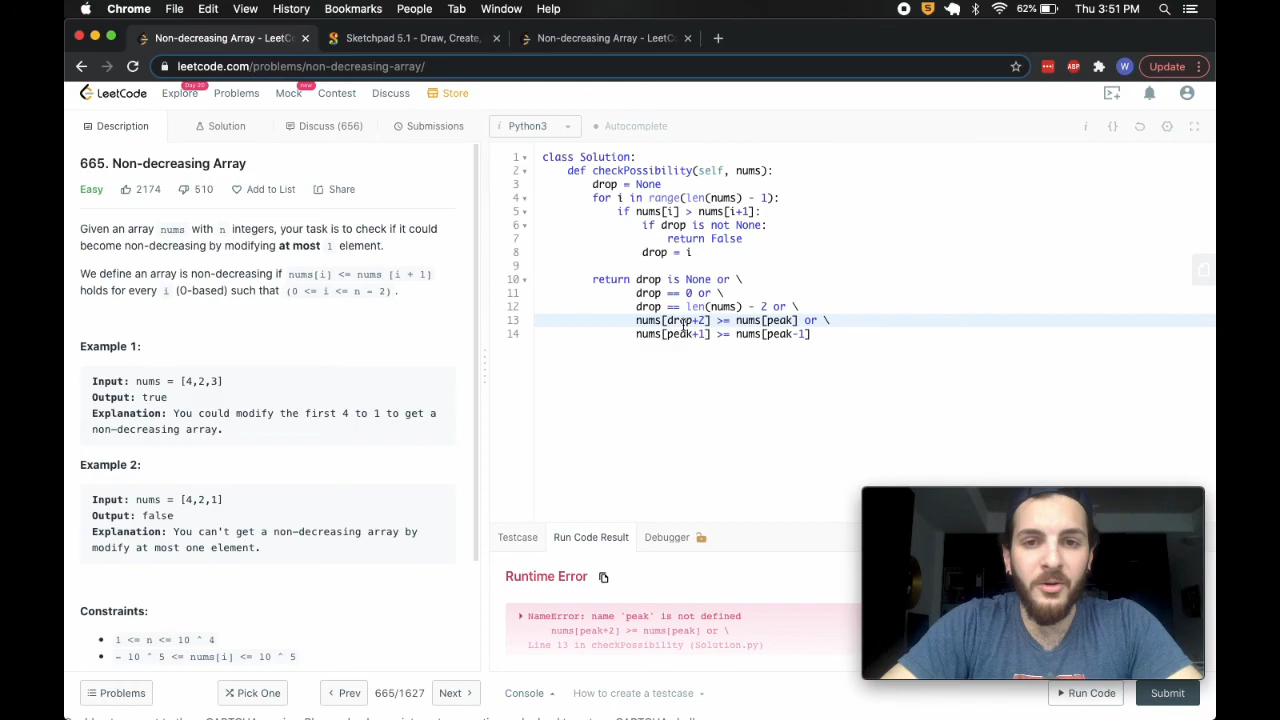 Chrome File Edit View History Bookmarks People Tab Window Help 62% Thu 3:51 PM
Non-decreasing Array - LeetC Sketchpad 5.1 - Draw, Create, Non-decreasing Array - LeetC
leetcode.com/problems/non-decreasing-array/ ABP W Update
LeetCode Explore Day 20 Problems Mock new Contest Discuss Store
Description Solution Discuss (656) Submissions i Python3 Autocomplete
665. Non-decreasing Array
Easy 2174 510 Add to List Share
Given an array nums with n integers, your task is to check if it could
become non-decreasing by modifying at most 1 element.
We define an array is non-decreasing if nums[i] <= nums [i + 1]
holds for every i (0-based) such that (0 <= i <= n - 2).
Example 1:
Input: nums = [4,2,3]
Output: true
Explanation: You could modify the first 4 to 1 to get a
non-decreasing array.
Example 2:
Input: nums = [4,2,1]
Output: false
Explanation: You can't get a non-decreasing array by
modify at most one element.
Constraints:
1 <= n <= 10 ^ 4
- 10 ^ 5 <= nums[i] <= 10 ^ 5
1 class Solution:
2 def checkPossibility(self, nums):
3 drop = None
4 for i in range(len(nums) - 1):
5 if nums[i] > nums[i+1]:
6 if drop is not None:
7 return False
8 drop = i
9
10 return drop is None or \
11 drop == 0 or \
12 drop == len(nums) - 2 or \
13 nums[drop+2] >= nums[peak] or \
14 nums[peak+1] >= nums[peak-1]
Testcase Run Code Result Debugger
Runtime Error
NameError: name 'peak' is not defined
nums[peak+2] >= nums[peak] or \
Line 13 in checkPossibility (Solution.py)
Problems Pick One Prev 665/1627 Next Console How to create a testcase Run Code Submit